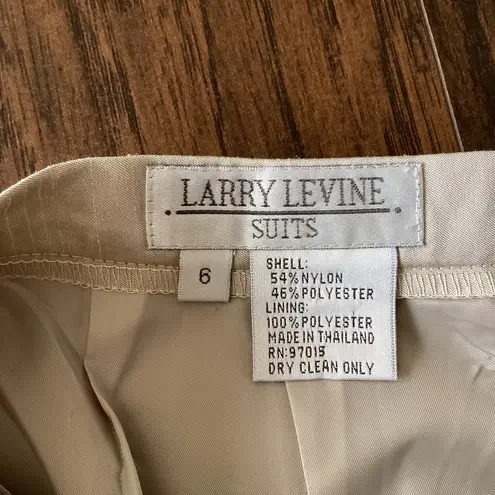 LARRY LEVINE
SUITS
6
SHELL:
54% NYLON
46% POLYESTER
LINING:
100% POLYESTER
MADE IN THAILAND
RN: 97015
DRY CLEAN ONLY